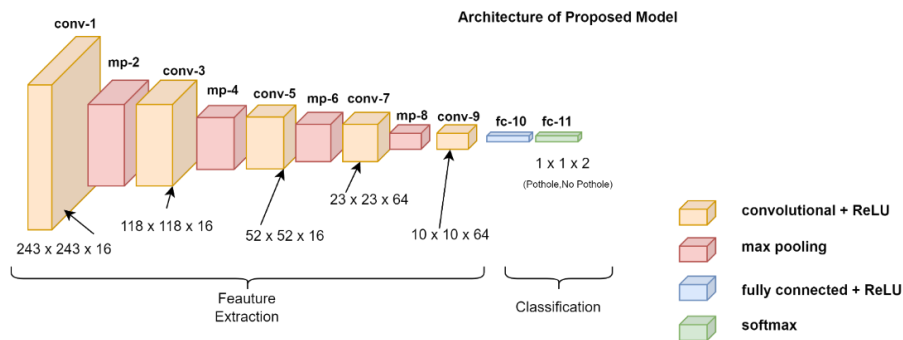 Architecture of Proposed Model
conv-1
mp-2
conv-3
mp-4
conv-5
mp-6
conv-7
mp-8
conv-9
fc-10
fc-11
1 x 1 x 2
(Pothole,No Pothole)
23 x 23 x 64
118 x 118 x 16
52 x 52 x 16
10 x 10 x 64
243 x 243 x 16
convolutional + ReLU
max pooling
fully connected + ReLU
softmax
Feauture
Extraction
Classification